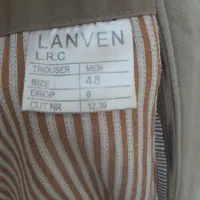 LANVEN
L.R.C
TROUSER MEN
SIZE 48
DROP 6
CUT NR 12.39